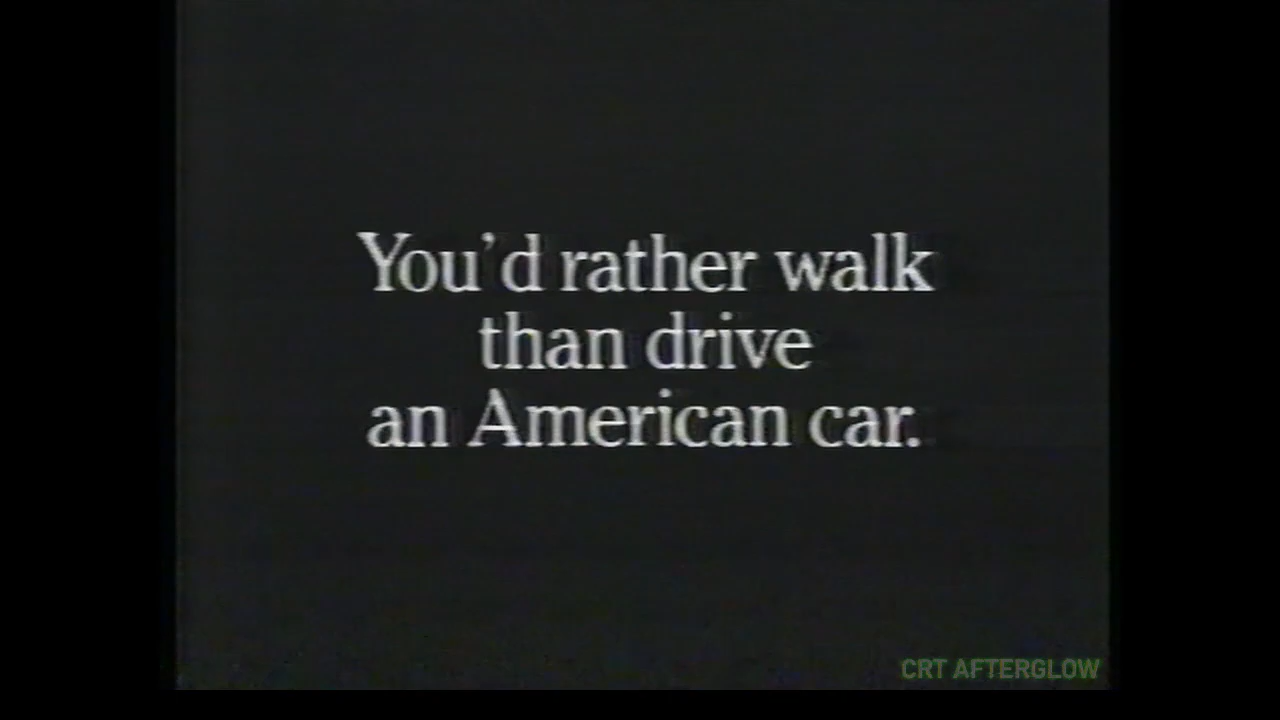 You'd rather walk
than drive
an American car.
CRT AFTERGLOW